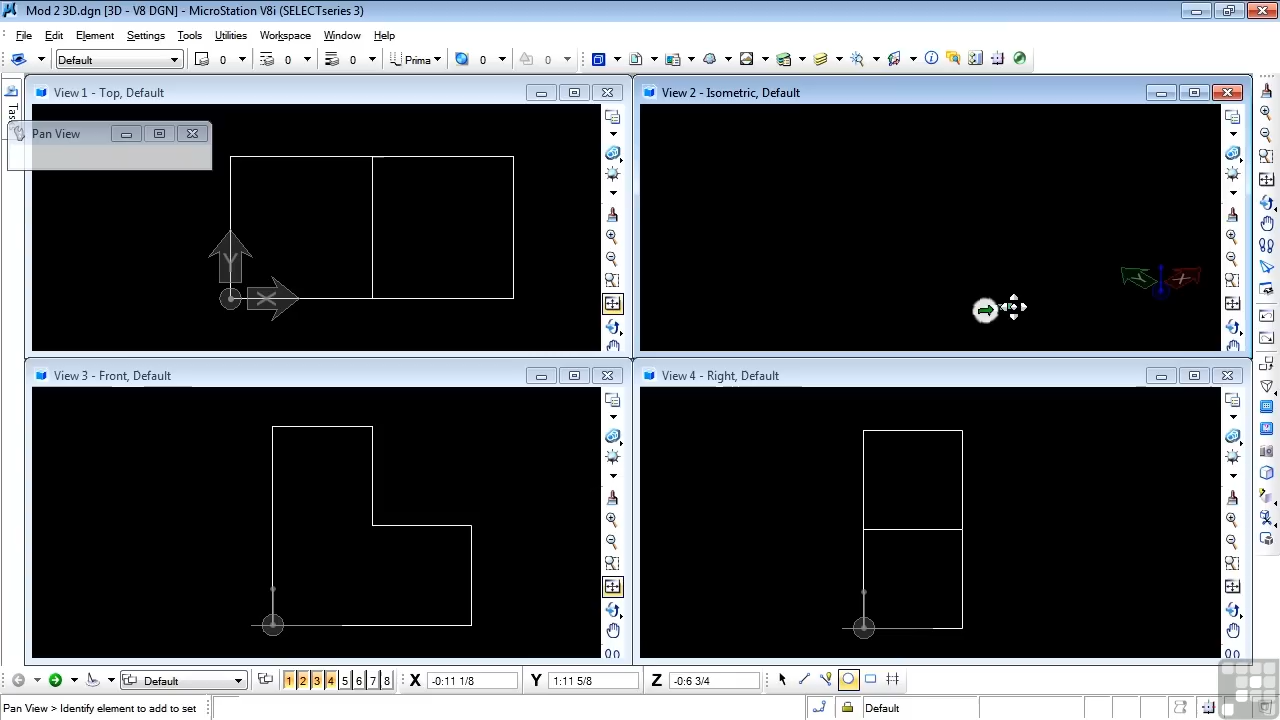 Mod 2 3D.dgn [3D - V8 DGN] - MicroStation V8i (SELECTseries 3)
File Edit Element Settings Tools Utilities Workspace Window Help
Default 0 0 0 Prima 0 0
View 1 - Top, Default
View 2 - Isometric, Default
Tas
Pan View
Y
X
Y X
View 3 - Front, Default
View 4 - Right, Default
Default 1 2 3 4 5 6 7 8 X -0:11 1/8 Y 1:11 5/8 Z -0:6 3/4
Pan View > Identify element to add to set Default